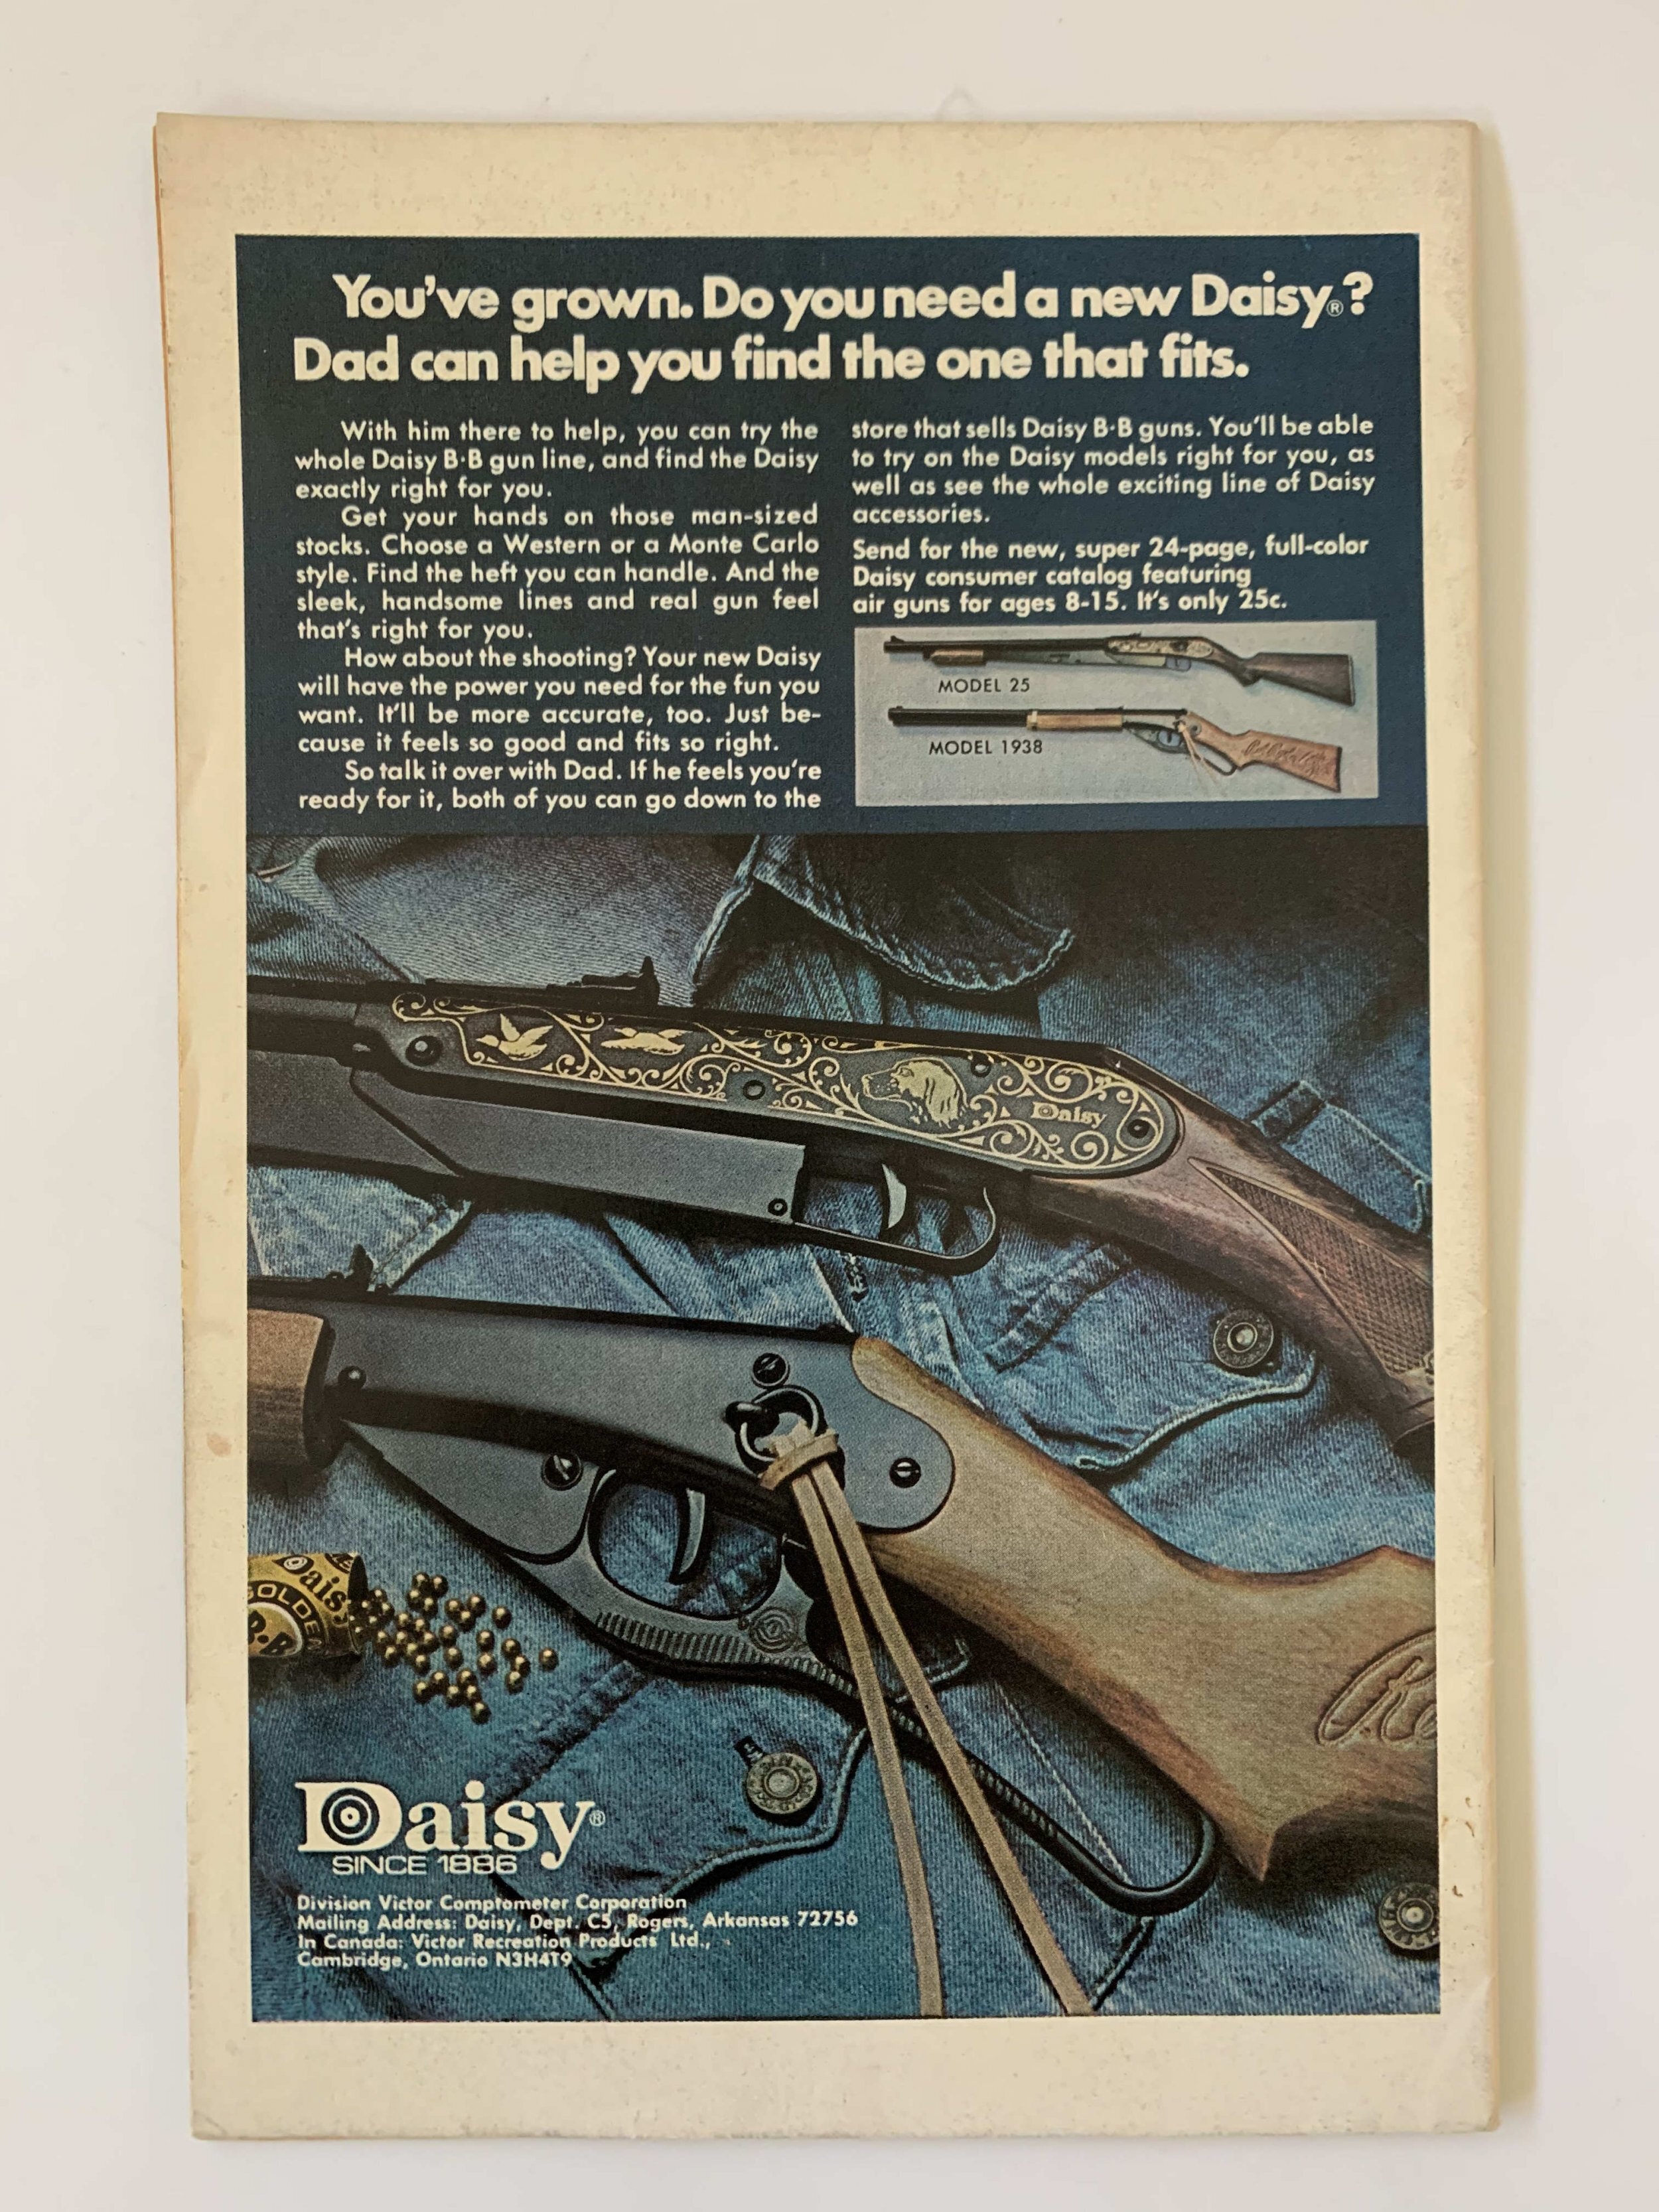 You've grown. Do you need a new Daisy®?
Dad can help you find the one that fits.
With him there to help, you can try the
whole Daisy B·B gun line, and find the Daisy
exactly right for you.
Get your hands on those man-sized
stocks. Choose a Western or a Monte Carlo
style. Find the heft you can handle. And the
sleek, handsome lines and real gun feel
that's right for you.
How about the shooting? Your new Daisy
will have the power you need for the fun you
want. It'll be more accurate, too. Just be-
cause it feels so good and fits so right.
So talk it over with Dad. If he feels you're
ready for it, both of you can go down to the
store that sells Daisy B·B guns. You'll be able
to try on the Daisy models right for you, as
well as see the whole exciting line of Daisy
accessories.
Send for the new, super 24-page, full-color
Daisy consumer catalog featuring
air guns for ages 8-15. It's only 25c.
MODEL 25
MODEL 1938
Daisy
Daisy
GOLDEN
B·B
Daisy®
SINCE 1886
Division Victor Comptometer Corporation
Mailing Address: Daisy, Dept. C5, Rogers, Arkansas 72756
In Canada: Victor Recreation Products Ltd.,
Cambridge, Ontario N3H4T9